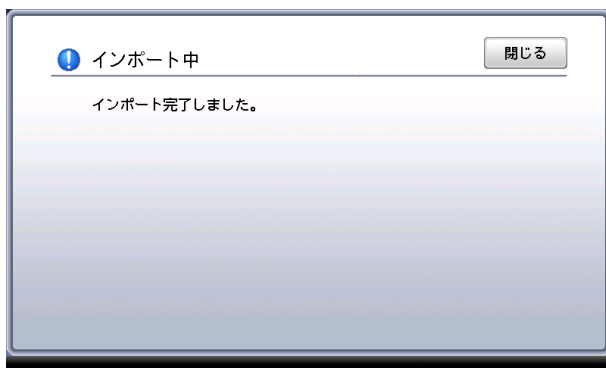 インポート中
閉じる
インポート完了しました。